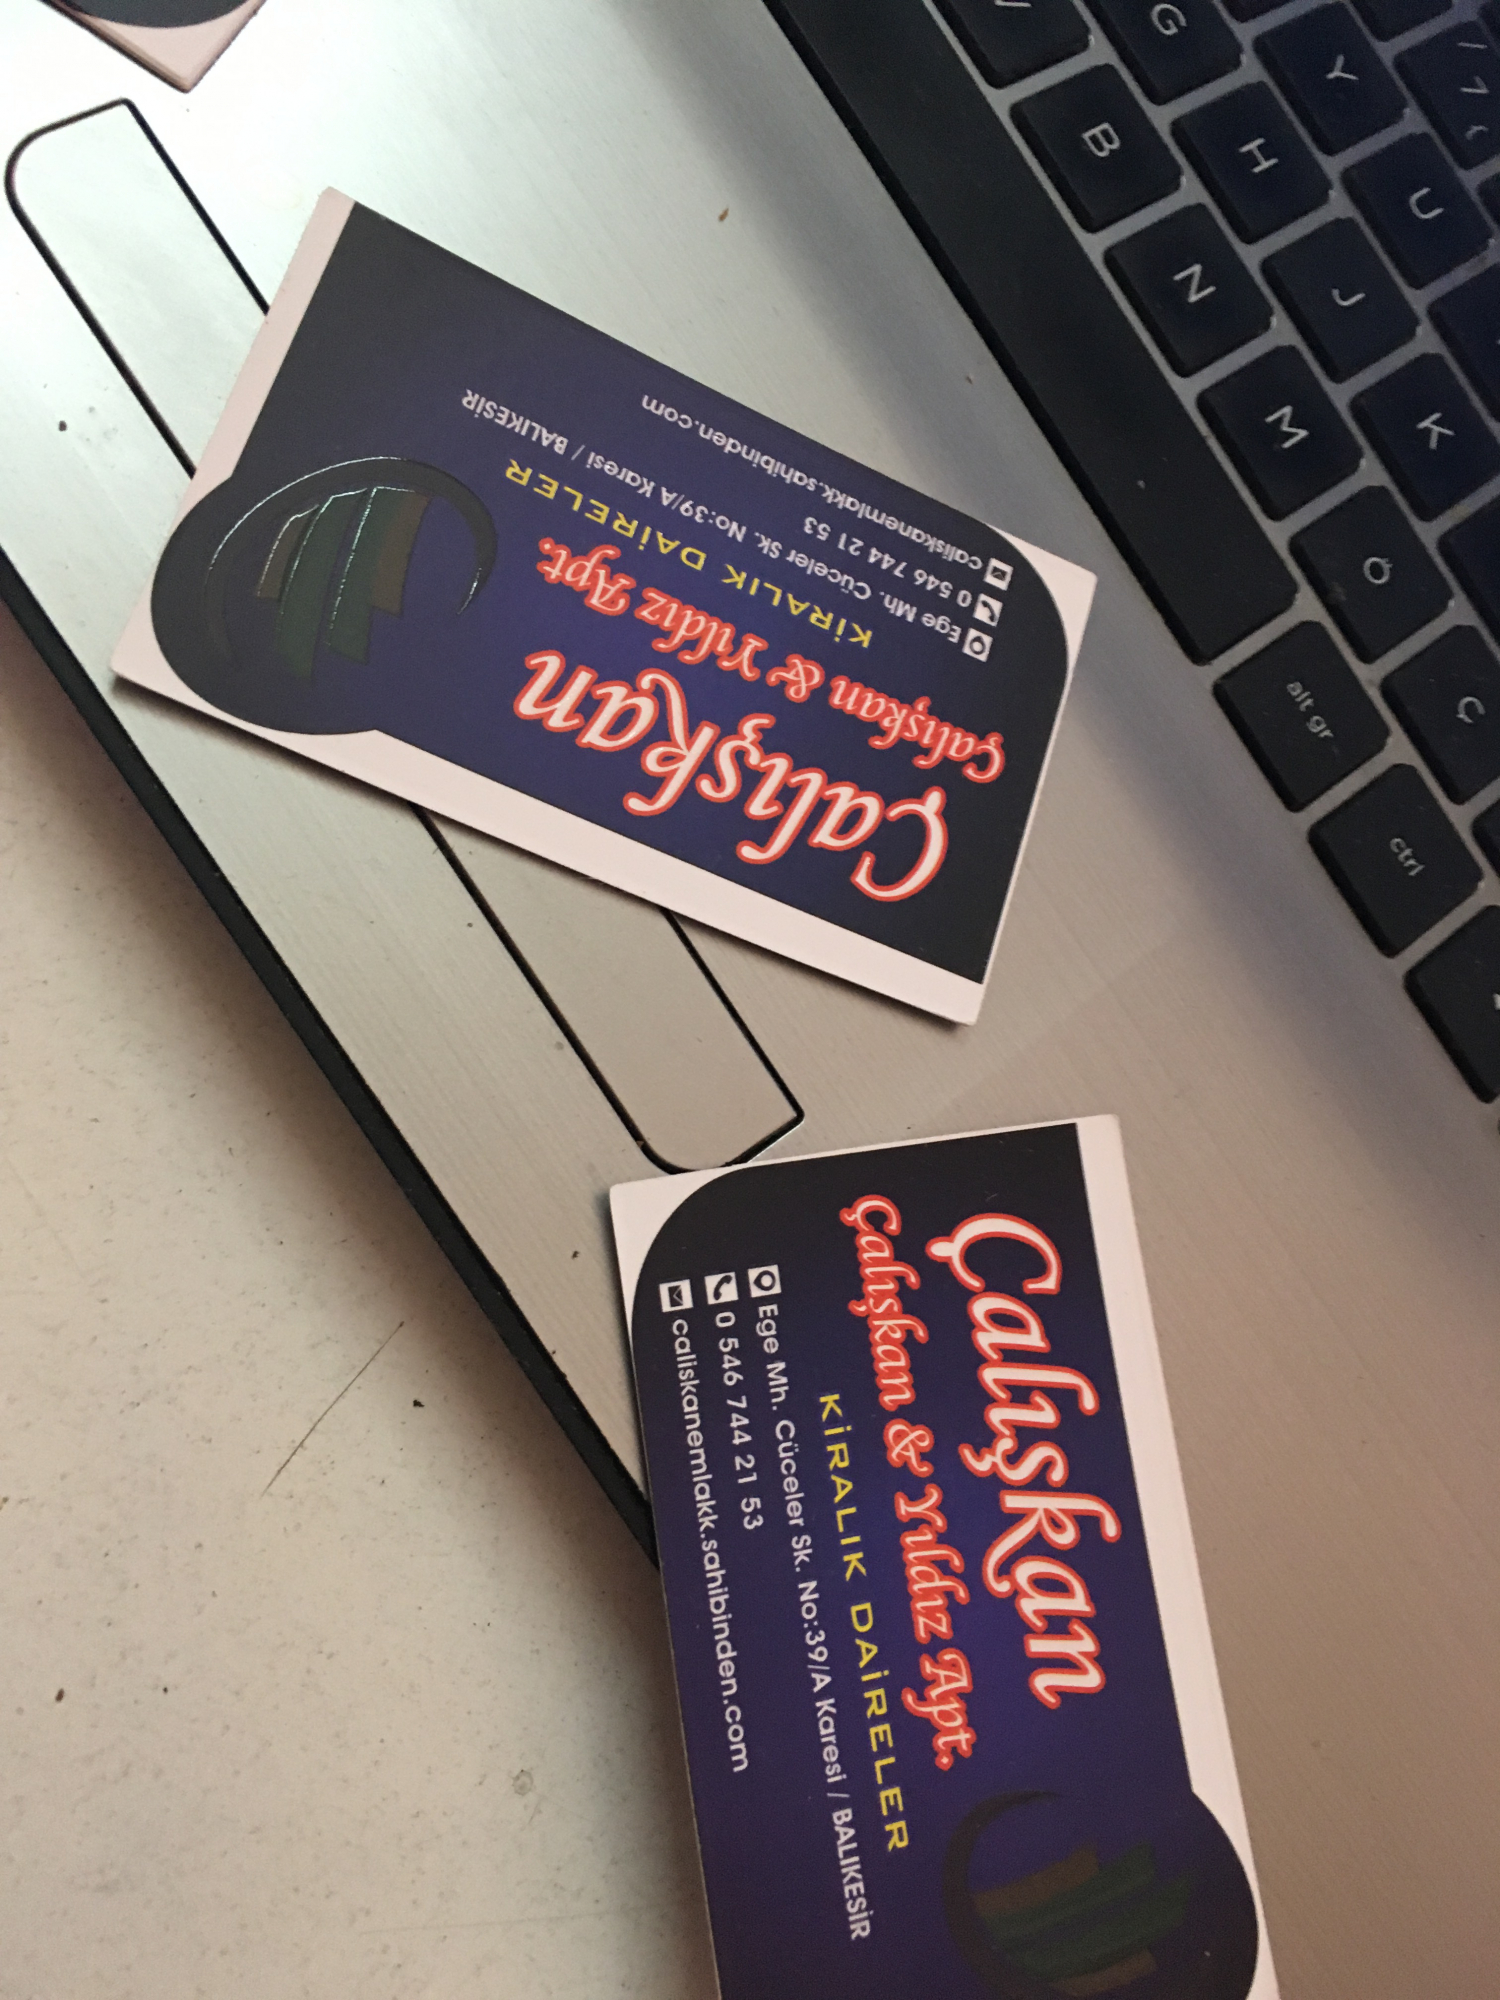 Çalışkan
Çalışkan & Yıldız Apt.
KİRALIK DAİRELER
Ege Mh. Cüceler Sk. No:39/A Karesi / BALIKESİR
0 546 744 21 53
caliskanemlakk.sahibinden.com
Çalışkan
Çalışkan & Yıldız Apt.
KİRALIK DAİRELER
Ege Mh. Cüceler Sk. No:39/A Karesi / BALIKESİR
0 546 744 21 53
caliskanemlakk.sahibinden.com
G Y 7
B H U
N J
M K
Ö
alt gr Ç
ctrl